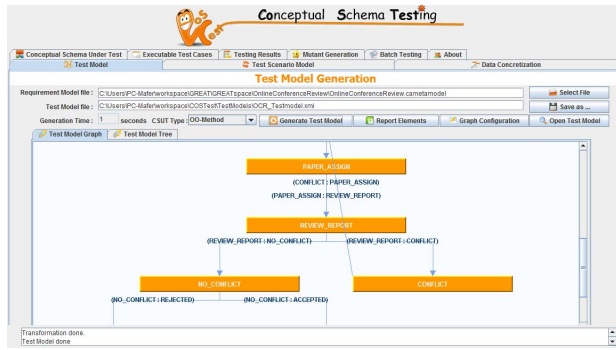 CosTest
Conceptual Schema Testing
Conceptual Schema Under Test Executable Test Cases Testing Results Mutant Generation Batch Testing About
Test Model Test Scenario Model Data Concretization
Test Model Generation
Requirement Model file : C:\Users\PC-Mafer\workspace\GREAT\GREATspace\OnlineConferenceReview\OnlineConferenceReview.cametamodel Select File
Test Model file : C:\Users\PC-Mafer\workspace\COSTest\TestModels\OCR_Testmodel.xmi Save as ...
Generation Time : 1 seconds CSUT Type : OO-Method Generate Test Model Report Elements Graph Configuration Open Test Model
Test Model Graph Test Model Tree
PAPER_ASSIGN
(CONFLICT : PAPER_ASSIGN)
(PAPER_ASSIGN : REVIEW_REPORT)
REVIEW_REPORT
(REVIEW_REPORT : NO_CONFLICT) (REVIEW_REPORT : CONFLICT)
NO_CONFLICT CONFLICT
(NO_CONFLICT : REJECTED) (NO_CONFLICT : ACCEPTED)
Transformation done.
Test Model done